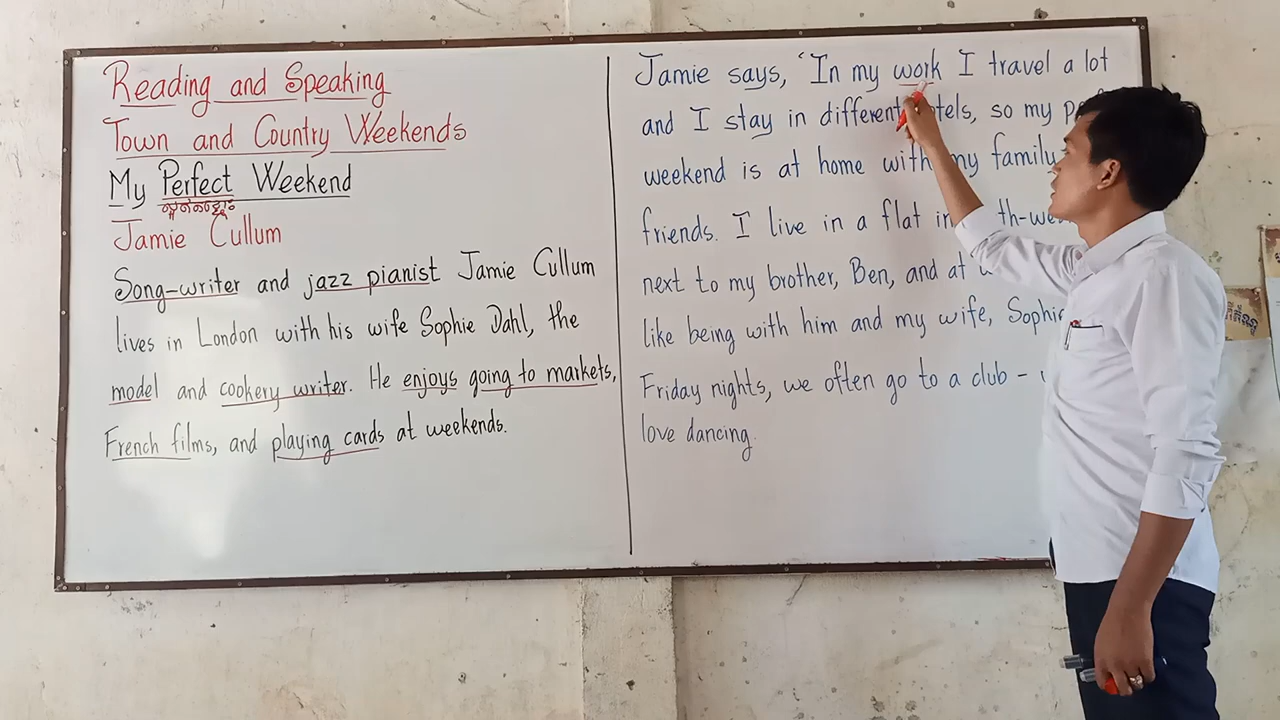 Reading and Speaking
Town and Country Weekends
My Perfect Weekend
Jamie Cullum
Song-writer and jazz pianist Jamie Cullum
lives in London with his wife Sophie Dahl, the
model and cookery writer. He enjoys going to markets,
French films, and playing cards at weekends.
Jamie says, ‘In my work I travel a lot
and I stay in different so my
weekend is at home with my family
friends. I live in a flat in
next to my brother, Ben, and at
like being with him and my wife,
Friday nights, we often go to a club –
love dancing.